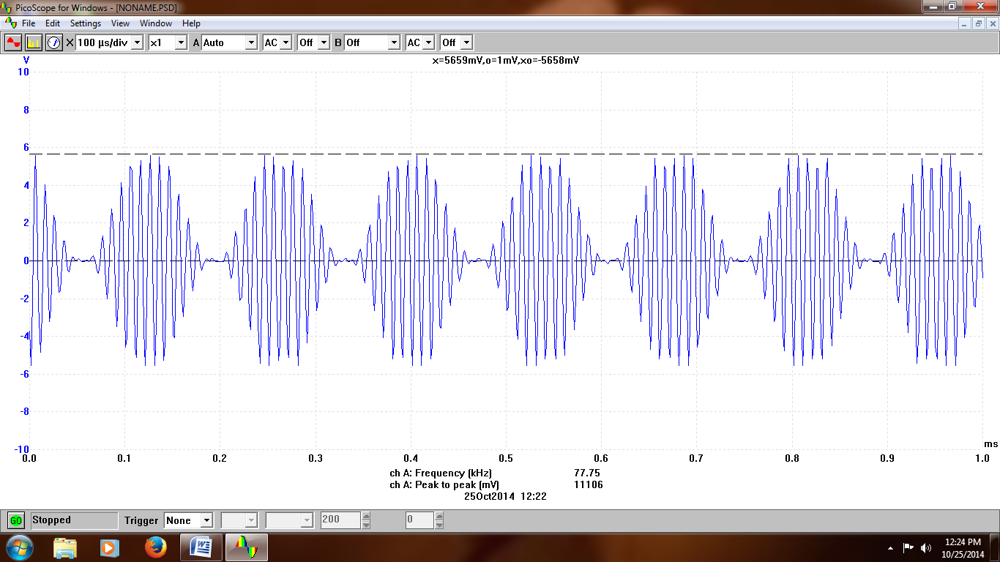 PicoScope for Windows - [NONAME.PSD]
File Edit Settings View Window Help
X 100 µs/div x1 A Auto AC Off B Off AC Off
V x=5659mV,o=1mV,xo=-5658mV
10
8
6
4
2
0
-2
-4
-6
-8
-10
ms
0.0 0.1 0.2 0.3 0.4 0.5 0.6 0.7 0.8 0.9 1.0
ch A: Frequency (kHz) 77.75
ch A: Peak to peak (mV) 11106
25Oct2014 12:22
GO Stopped Trigger None 200 0
12:24 PM
10/25/2014